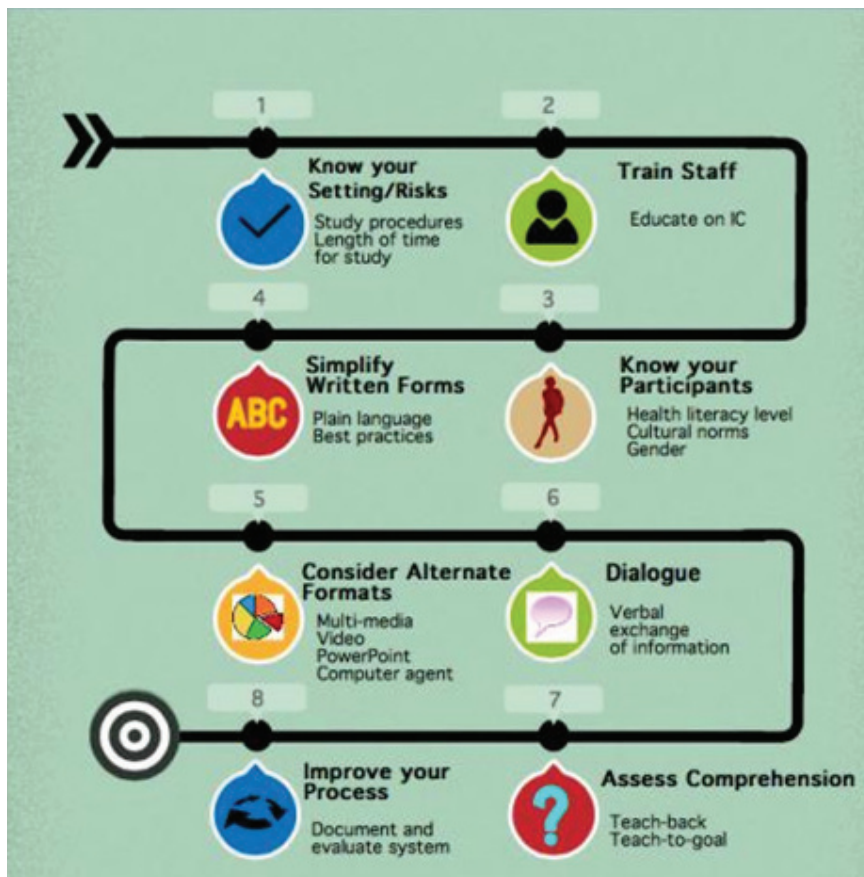 1
Know your
Setting/Risks
Study procedures
Length of time
for study
2
Train Staff
Educate on IC
3
Know your
Participants
Health literacy level
Cultural norms
Gender
4
Simplify
Written Forms
ABC
Plain language
Best practices
5
Consider Alternate
Formats
Multi-media
Video
PowerPoint
Computer agent
6
Dialogue
Verbal
exchange
of information
7
Assess Comprehension
?
Teach-back
Teach-to-goal
8
Improve your
Process
Document and
evaluate system